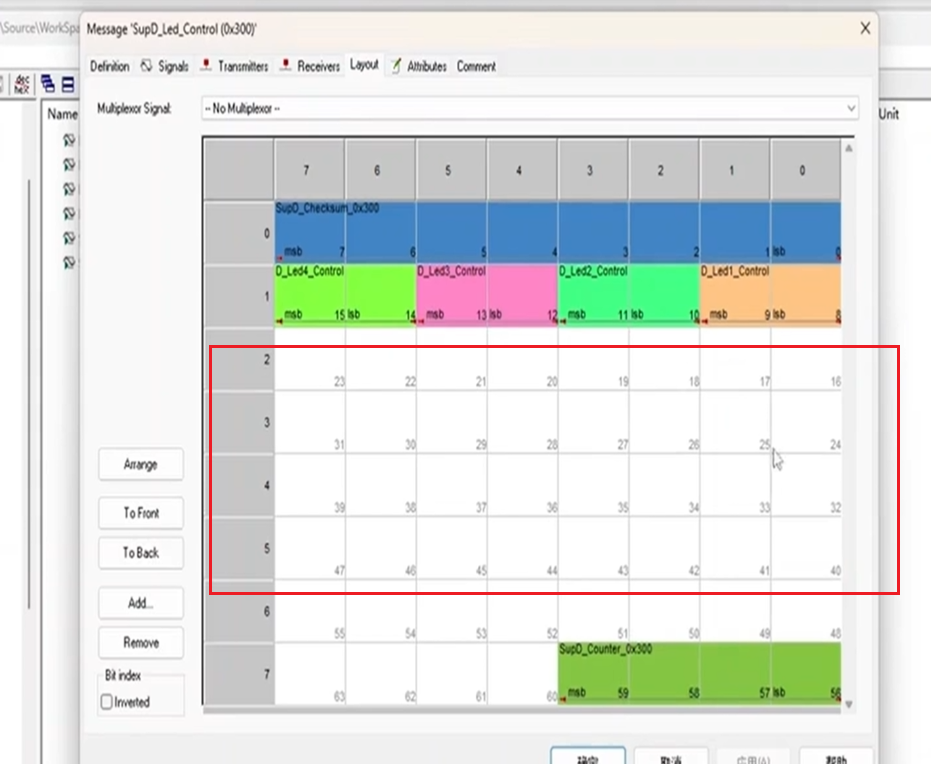 \Source\WorkSpa
Message 'SupD_Led_Control (0x300)'
Definition Signals Transmitters Receivers Layout Attributes Comment
Name
Unit
Multiplexor Signal: -- No Multiplexor --
7 6 5 4 3 2 1 0
SupD_Checksum_0x300
0 msb 7 6 5 4 3 2 1 lsb 0
D_Led4_Control D_Led3_Control D_Led2_Control D_Led1_Control
1 msb 15 lsb 14 msb 13 lsb 12 msb 11 lsb 10 msb 9 lsb 8
2 23 22 21 20 19 18 17 16
3 31 30 29 28 27 26 25 24
4 39 38 37 36 35 34 33 32
5 47 46 45 44 43 42 41 40
6 55 54 53 52 51 50 49 48
SupD_Counter_0x300
7 63 62 61 60 msb 59 58 57 lsb 56
Arrange
To Front
To Back
Add...
Remove
Bit index
Inverted
确定 取消 应用(A) 帮助